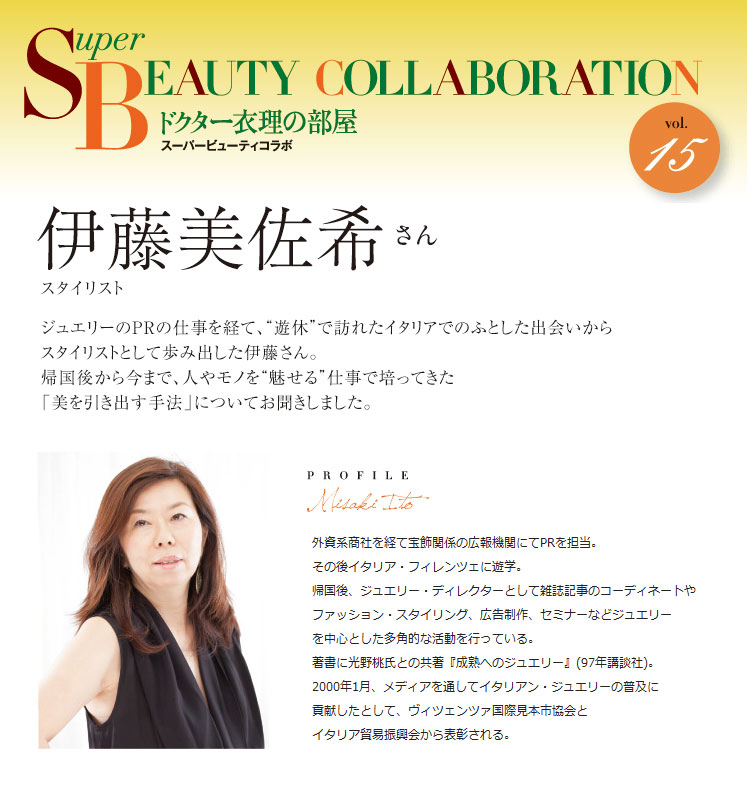 Super
BEAUTY COLLABORATION
ドクター衣理の部屋
スーパービューティコラボ
vol.
15
伊藤美佐希さん
スタイリスト
ジュエリーのPRの仕事を経て、“遊休”で訪れたイタリアでのふとした出会いから
スタイリストとして歩み出した伊藤さん。
帰国後から今まで、人やモノを“魅せる”仕事で培ってきた
「美を引き出す手法」についてお聞きしました。
PROFILE
Misaki Ito
外資系商社を経て宝飾関係の広報機関にてPRを担当。
その後イタリア・フィレンツェに遊学。
帰国後、ジュエリー・ディレクターとして雑誌記事のコーディネートや
ファッション・スタイリング、広告制作、セミナーなどジュエリー
を中心とした多角的な活動を行っている。
著書に光野桃氏との共著『成熟へのジュエリー』(97年講談社)。
2000年1月、メディアを通してイタリアン・ジュエリーの普及に
貢献したとして、ヴィツェンツァ国際見本市協会と
イタリア貿易振興会から表彰される。